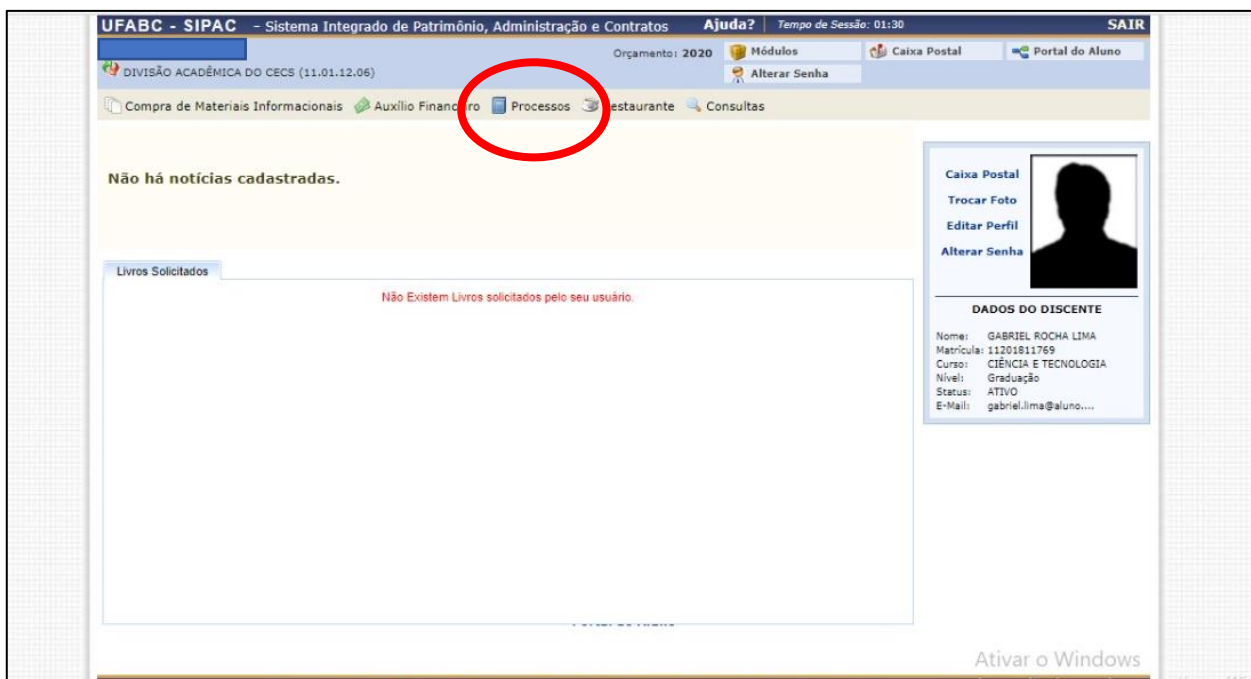 UFABC - SIPAC – Sistema Integrado de Patrimônio, Administração e Contratos Ajuda? Tempo de Sessão: 01:30 SAIR
Orçamento: 2020 Módulos Caixa Postal Portal do Aluno
DIVISÃO ACADÊMICA DO CECS (11.01.12.06) Alterar Senha
Compra de Materiais Informacionais Auxílio Financeiro Processos Restaurante Consultas
Não há notícias cadastradas.
Caixa Postal
Trocar Foto
Editar Perfil
Alterar Senha
Livros Solicitados
Não Existem Livros solicitados pelo seu usuário.
DADOS DO DISCENTE
Nome: GABRIEL ROCHA LIMA
Matrícula: 11201811769
Curso: CIÊNCIA E TECNOLOGIA
Nível: Graduação
Status: ATIVO
E-Mail: gabriel.lima@aluno....
Ativar o Windows